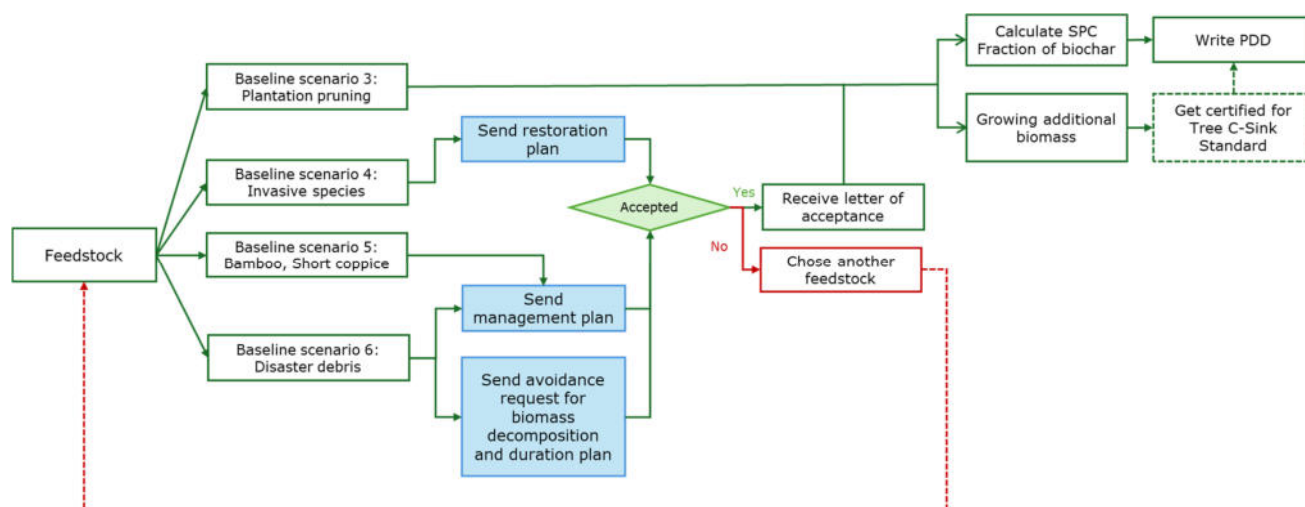 Feedstock
Baseline scenario 3:
Plantation pruning
Baseline scenario 4:
Invasive species
Baseline scenario 5:
Bamboo, Short coppice
Baseline scenario 6:
Disaster debris
Send restoration
plan
Send
management plan
Send avoidance
request for
biomass
decomposition
and duration plan
Accepted
Yes
No
Receive letter of
acceptance
Chose another
feedstock
Calculate SPC
Fraction of biochar
Growing additional
biomass
Write PDD
Get certified for
Tree C-Sink
Standard